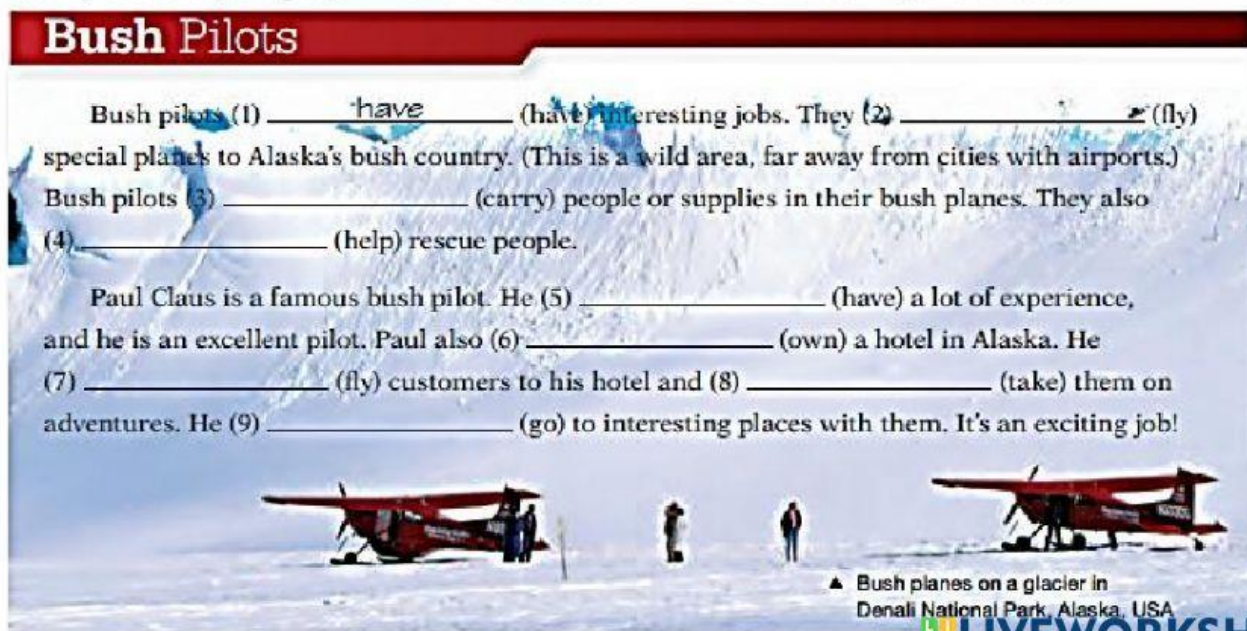 Bush Pilots
Bush pilots (1) have (have) interesting jobs. They (2) (fly)
special planes to Alaska's bush country. (This is a wild area, far away from cities with airports.)
Bush pilots (3) (carry) people or supplies in their bush planes. They also
(4) (help) rescue people.
Paul Claus is a famous bush pilot. He (5) (have) a lot of experience,
and he is an excellent pilot. Paul also (6) (own) a hotel in Alaska. He
(7) (fly) customers to his hotel and (8) (take) them on
adventures. He (9) (go) to interesting places with them. It's an exciting job!
▲ Bush planes on a glacier in
Denali National Park, Alaska, USA